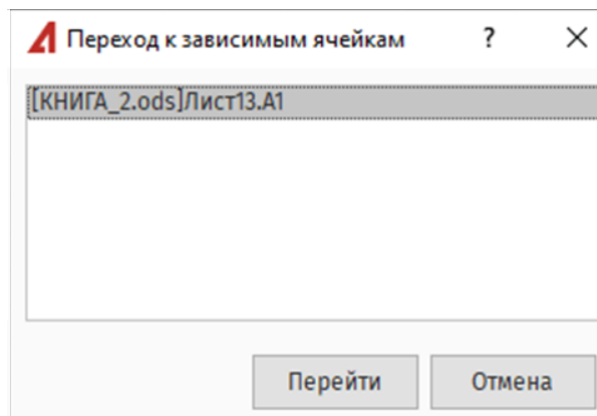 Переход к зависимым ячейкам ? ×
[КНИГА_2.ods]Лист13.A1
Перейти Отмена